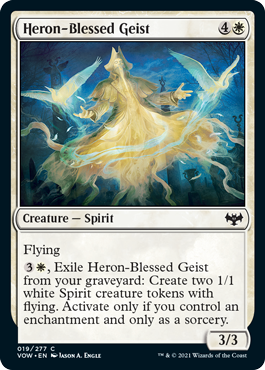 Heron-Blessed Geist 4
Creature — Spirit
Flying
3, Exile Heron-Blessed Geist
from your graveyard: Create two 1/1
white Spirit creature tokens with
flying. Activate only if you control an
enchantment and only as a sorcery.
3/3
019/277 C
VOW • EN Jason A. Engle
™ & © 2021 Wizards of the Coast